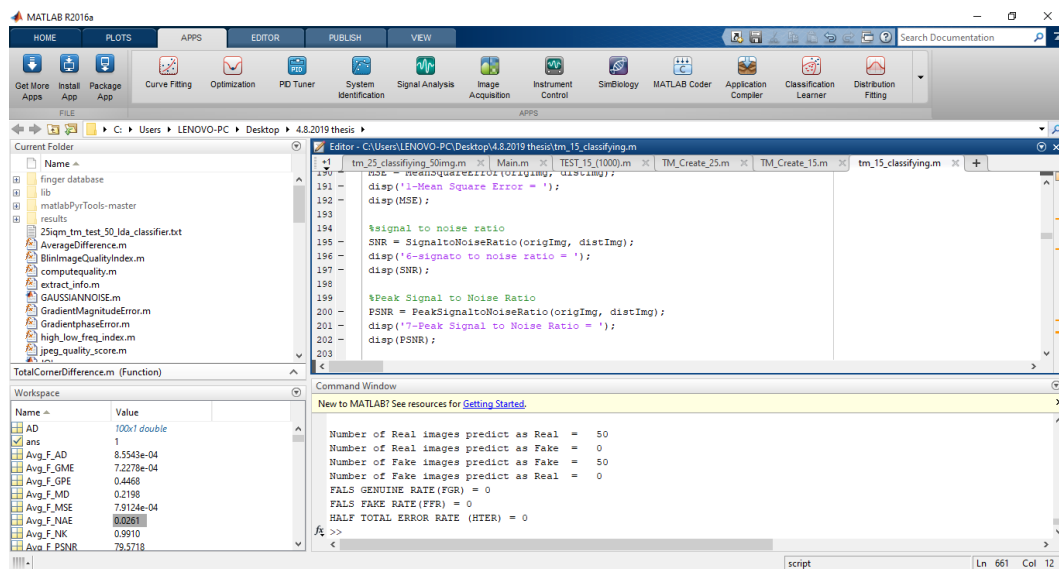 MATLAB R2016a
HOME PLOTS APPS EDITOR PUBLISH VIEW Search Documentation
Get More Apps Install App Package App Curve Fitting Optimization PID Tuner System Identification Signal Analysis Image Acquisition Instrument Control SimBiology MATLAB Coder Application Compiler Classification Learner Distribution Fitting
FILE APPS
C: Users LENOVO-PC Desktop 4.8.2019 thesis
Current Folder
Name
finger database
lib
matlabPyrTools-master
results
25iqm_tm_test_50_lda_classifier.txt
AverageDifference.m
BlinImageQualityIndex.m
computequality.m
extract_info.m
GAUSSIANNOISE.m
GradientMagnitudeError.m
GradientphaseError.m
high_low_freq_index.m
jpeg_quality_score.m
TotalCornerDifference.m (Function)
Workspace
Name Value
AD 100x1 double
ans 1
Avg_F_AD 8.5543e-04
Avg_F_GME 7.2278e-04
Avg_F_GPE 0.4468
Avg_F_MD 0.2198
Avg_F_MSE 7.9124e-04
Avg_F_NAE 0.0261
Avg_F_NK 0.9910
Avg_F_PSNR 79.5718
Editor - C:\Users\LENOVO-PC\Desktop\4.8.2019 thesis\tm_15_classifying.m
+1 tm_25_classifiying_50img.m Main.m TEST_15_(1000).m TM_Create_25.m TM_Create_15.m tm_15_classifying.m +
190 - MSE = MeanSquareError(origImg, distImg);
191 - disp('1-Mean Square Error = ');
192 - disp(MSE);
193
194 %signal to noise ratio
195 - SNR = SignaltoNoiseRatio(origImg, distImg);
196 - disp('6-signato to noise ratio = ');
197 - disp(SNR);
198
199 %Peak Signal to Noise Ratio
200 - PSNR = PeakSignaltoNoiseRatio(origImg, distImg);
201 - disp('7-Peak Signal to Noise Ratio = ');
202 - disp(PSNR);
203
Command Window
New to MATLAB? See resources for Getting Started.
Number of Real images predict as Real = 50
Number of Real images predict as Fake = 0
Number of Fake images predict as Fake = 50
Number of Fake images predict as Real = 0
FALS GENUINE RATE(FGR) = 0
FALS FAKE RATE(FFR) = 0
HALF TOTAL ERROR RATE (HTER) = 0
fx >>
script Ln 661 Col 12